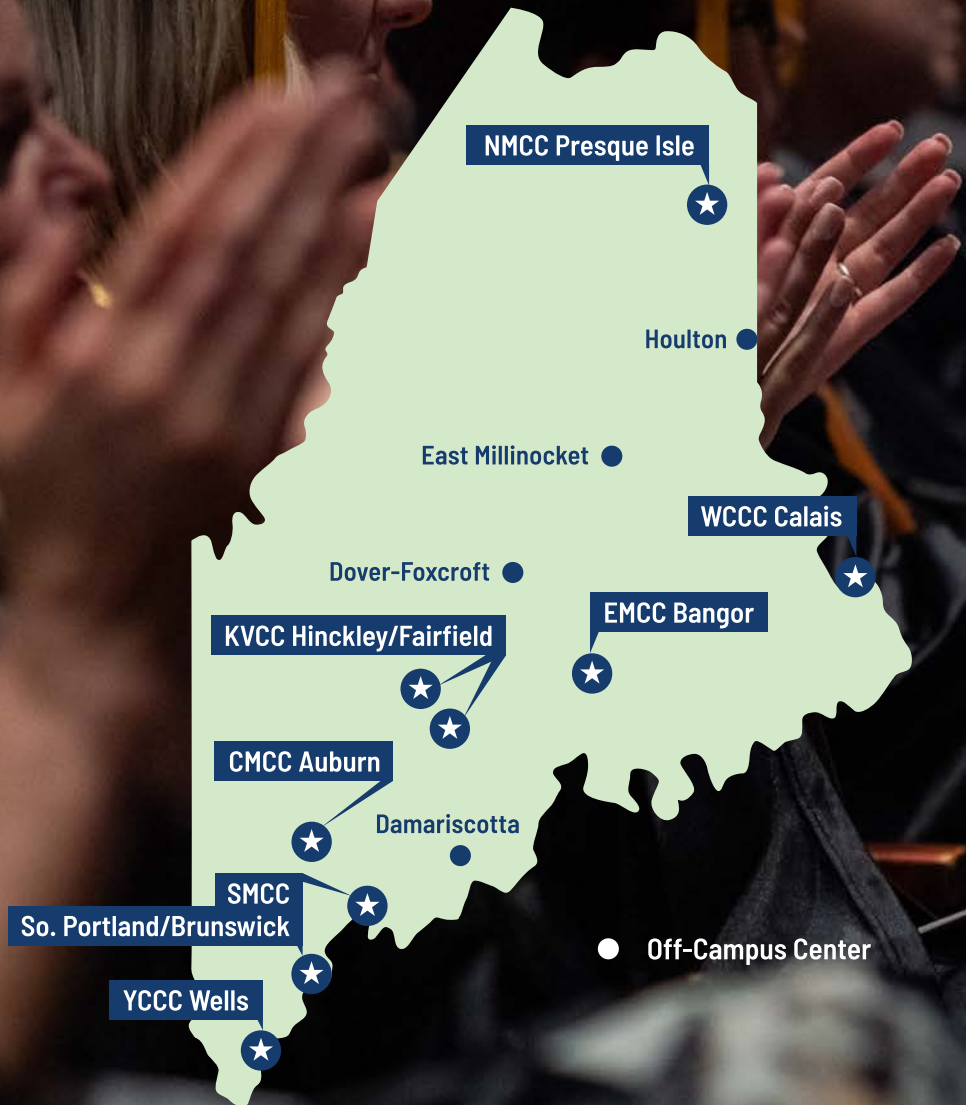 NMCC Presque Isle
Houlton
East Millinocket
WCCC Calais
Dover-Foxcroft
EMCC Bangor
KVCC Hinckley/Fairfield
CMCC Auburn
Damariscotta
SMCC
So. Portland/Brunswick
Off-Campus Center
YCCC Wells